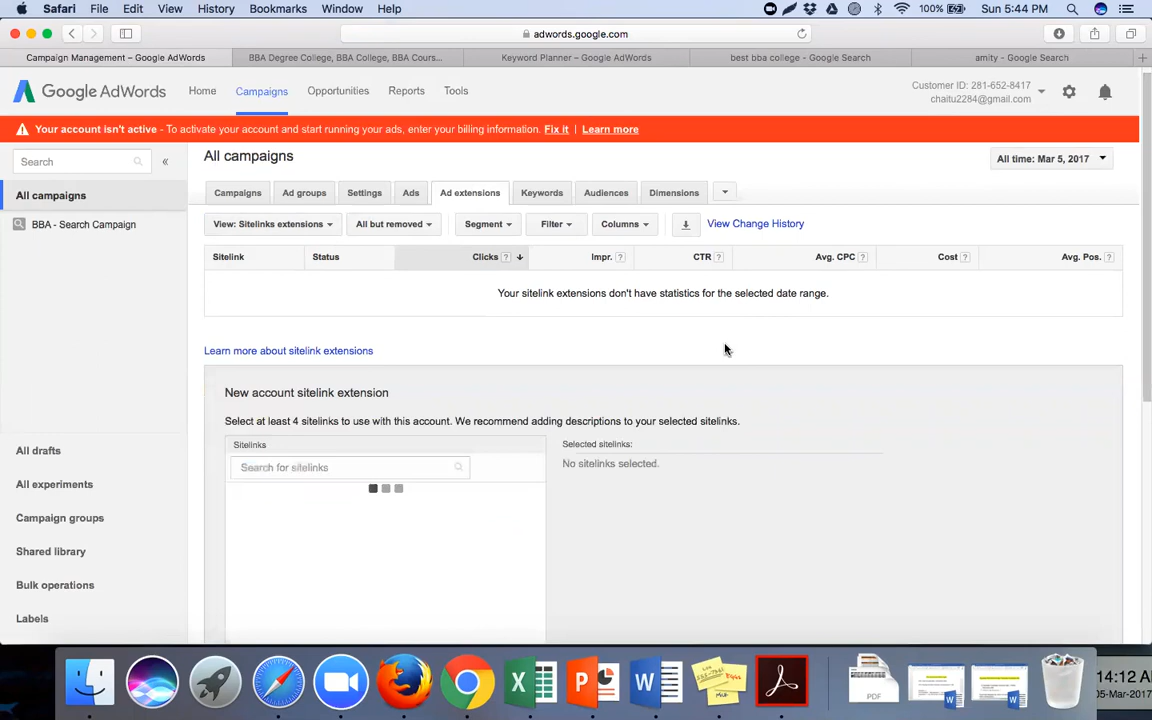 Safari File Edit View History Bookmarks Window Help 100% Sun 5:44 PM
adwords.google.com
Campaign Management – Google AdWords BBA Degree College, BBA College, BBA Cours... Keyword Planner – Google AdWords best bba college - Google Search amity - Google Search
Google AdWords Home Campaigns Opportunities Reports Tools
Customer ID: 281-652-8417
chaitu2284@gmail.com
Your account isn't active - To activate your account and start running your ads, enter your billing information. Fix it | Learn more
Search «
All campaigns
All time: Mar 5, 2017
All campaigns
BBA - Search Campaign
Campaigns Ad groups Settings Ads Ad extensions Keywords Audiences Dimensions
View: Sitelinks extensions All but removed Segment Filter Columns View Change History
Sitelink Status Clicks ? Impr. ? CTR ? Avg. CPC ? Cost ? Avg. Pos. ?
Your sitelink extensions don't have statistics for the selected date range.
Learn more about sitelink extensions
New account sitelink extension
Select at least 4 sitelinks to use with this account. We recommend adding descriptions to your selected sitelinks.
Sitelinks
Search for sitelinks
Selected sitelinks:
No sitelinks selected.
All drafts
All experiments
Campaign groups
Shared library
Bulk operations
Labels
PDF
14:12
05-Mar-2017